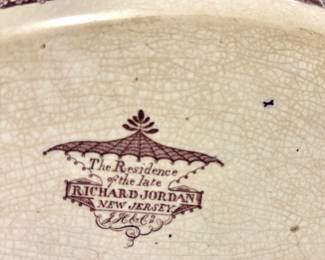 The Residence
of the late
RICHARD JORDAN
NEW JERSEY.
J.H.& Co.